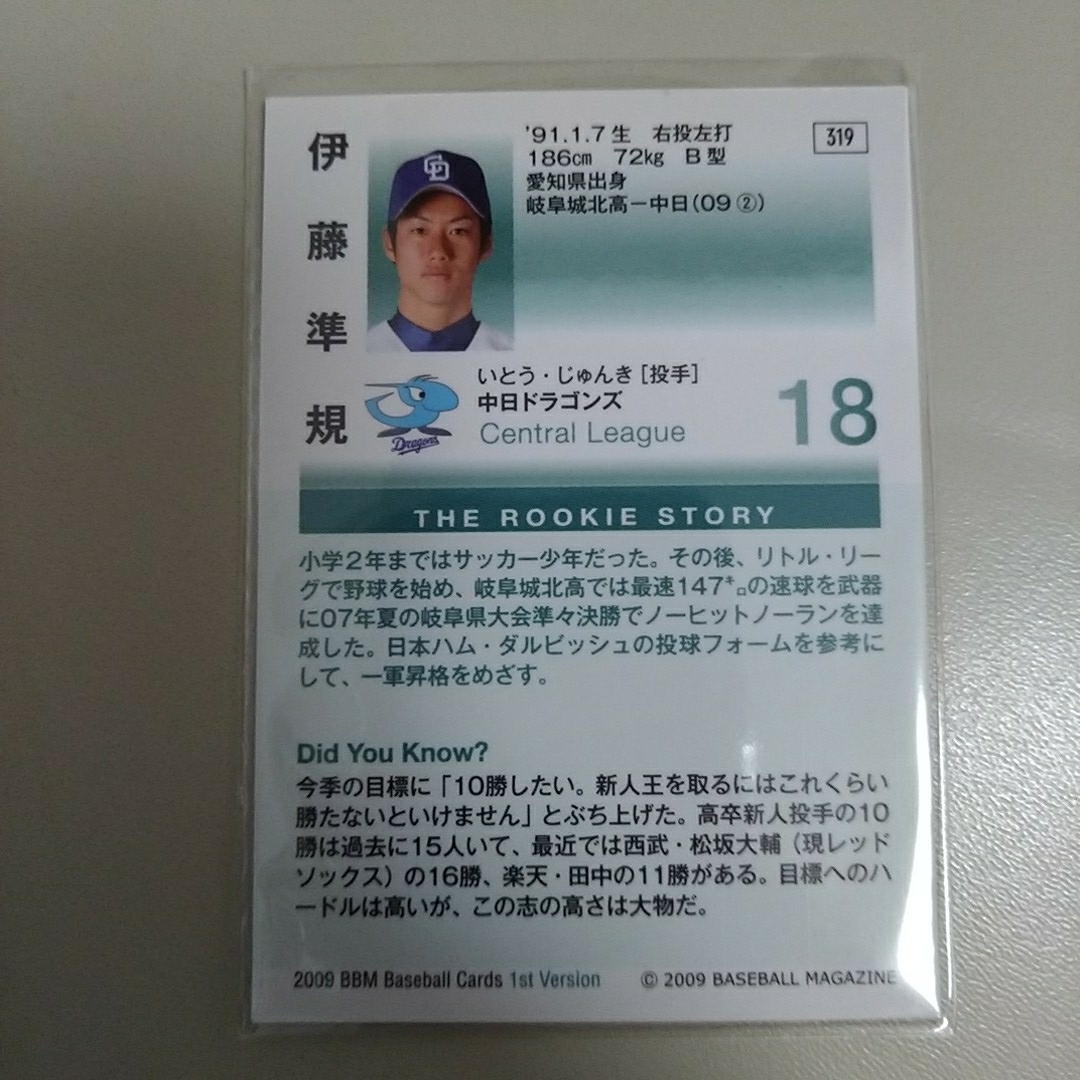 伊藤準規
'91.1.7生 右投左打
319
186cm 72kg B型
愛知県出身
岐阜城北高－中日(09②)
いとう・じゅんき［投手］
中日ドラゴンズ
Central League
18
Dragons
THE ROOKIE STORY
小学2年まではサッカー少年だった。その後、リトル・リー
グで野球を始め、岐阜城北高では最速147㌔の速球を武器
に07年夏の岐阜県大会準々決勝でノーヒットノーランを達
成した。日本ハム・ダルビッシュの投球フォームを参考に
して、一軍昇格をめざす。
Did You Know?
今季の目標に「10勝したい。新人王を取るにはこれくらい
勝たないといけません」とぶち上げた。高卒新人投手の10
勝は過去に15人いて、最近では西武・松坂大輔（現レッド
ソックス）の16勝、楽天・田中の11勝がある。目標へのハ
ードルは高いが、この志の高さは大物だ。
2009 BBM Baseball Cards 1st Version
© 2009 BASEBALL MAGAZINE